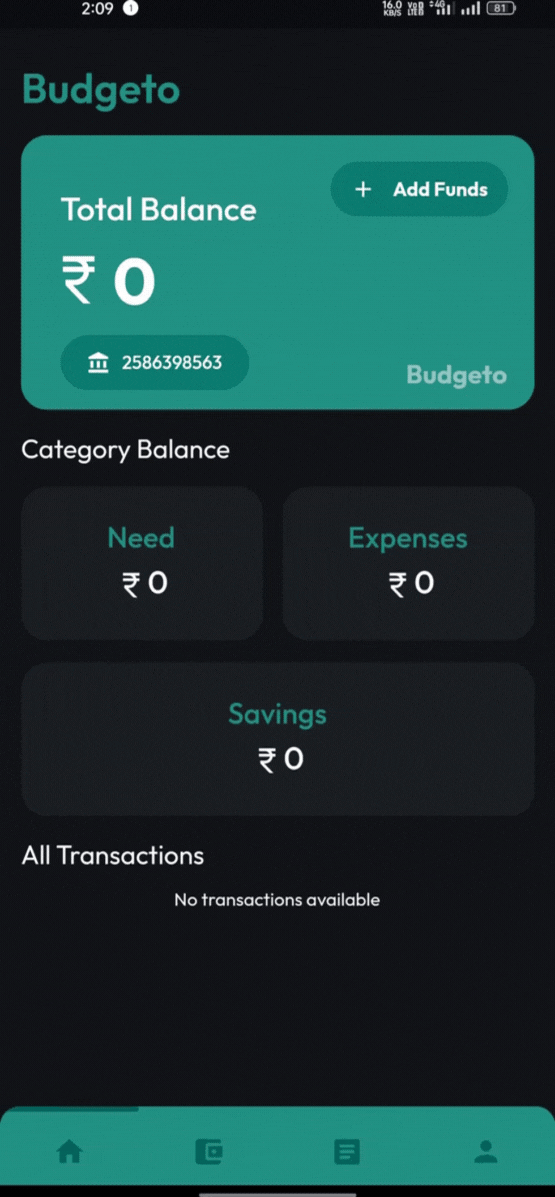 2:09 1 16.0 KB/S VoD LTE 4G 81
Budgeto
+ Add Funds
Total Balance
₹ 0
2586398563
Budgeto
Category Balance
Need Expenses
₹ 0 ₹ 0
Savings
₹ 0
All Transactions
No transactions available